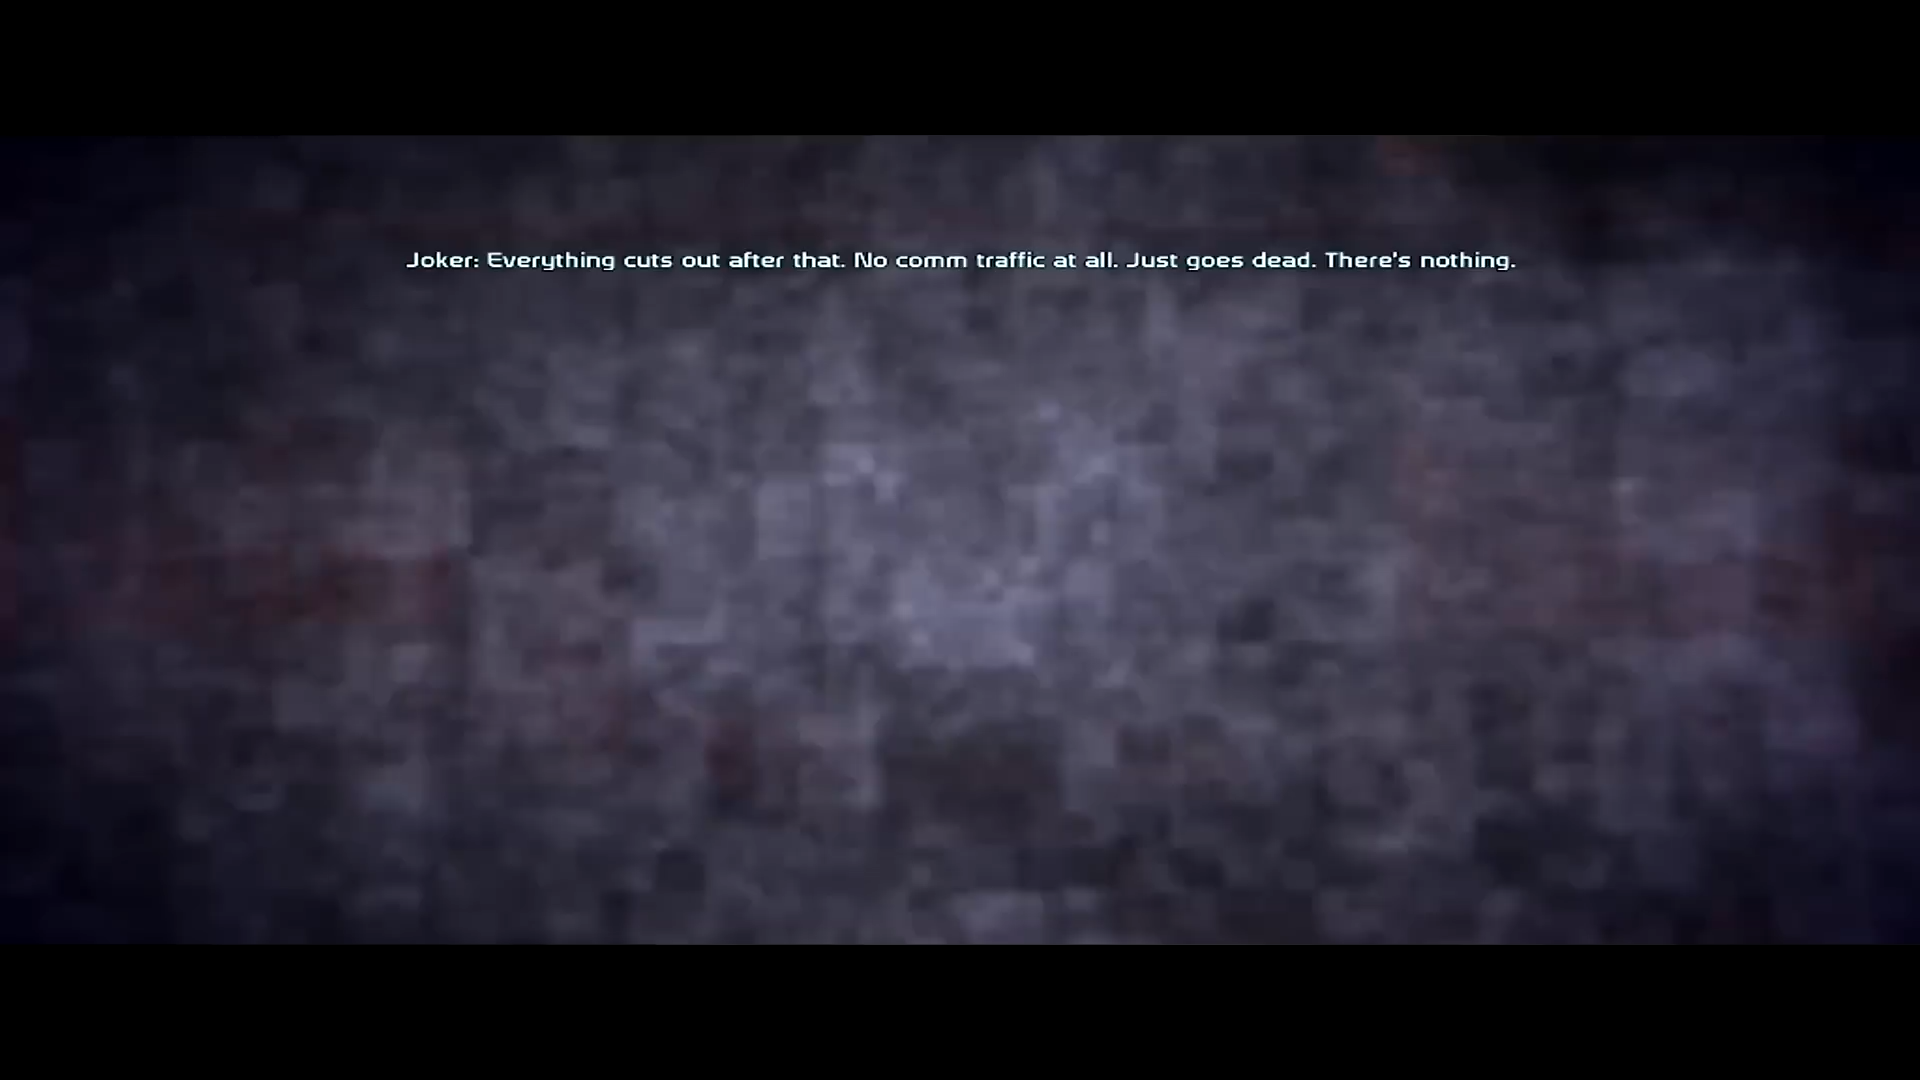 Joker: Everything cuts out after that. No comm traffic at all. Just goes dead. There's nothing.